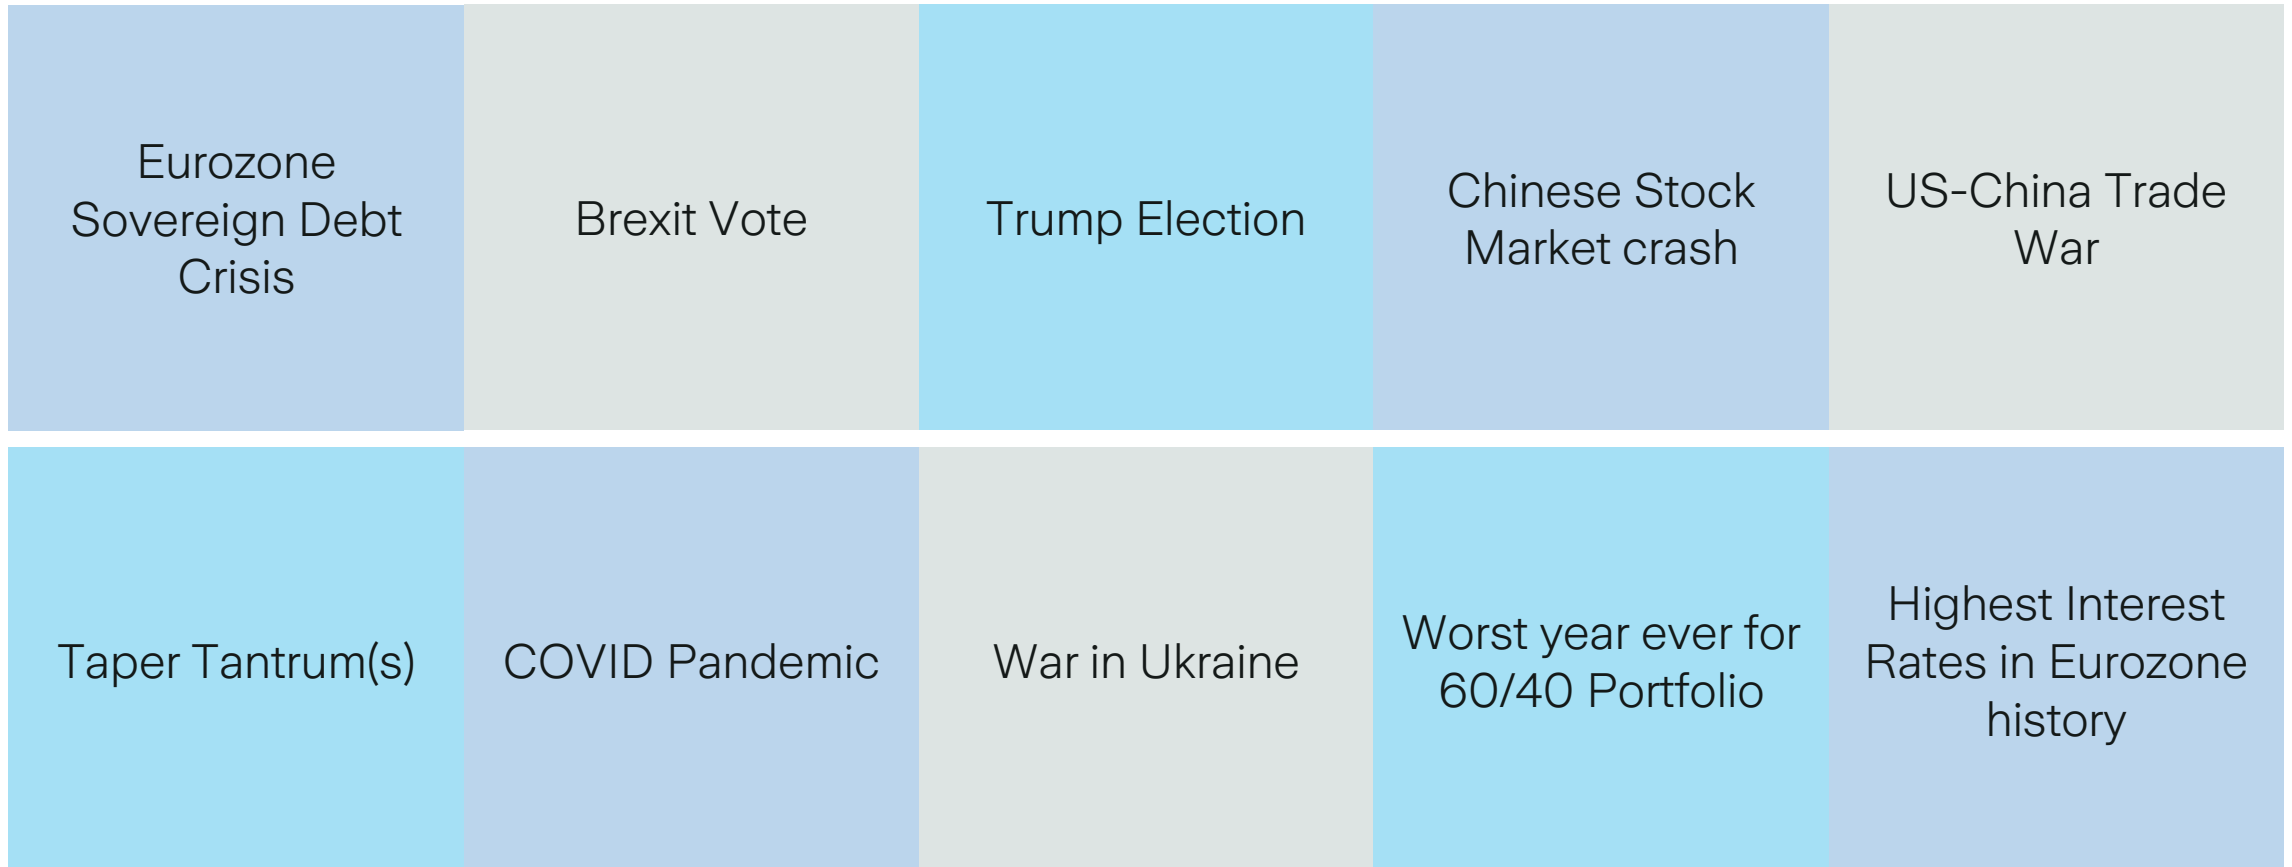 Eurozone
Sovereign Debt
Crisis
Brexit Vote
Trump Election
Chinese Stock
Market crash
US-China Trade
War
Taper Tantrum(s)
COVID Pandemic
War in Ukraine
Worst year ever for
60/40 Portfolio
Highest Interest
Rates in Eurozone
history